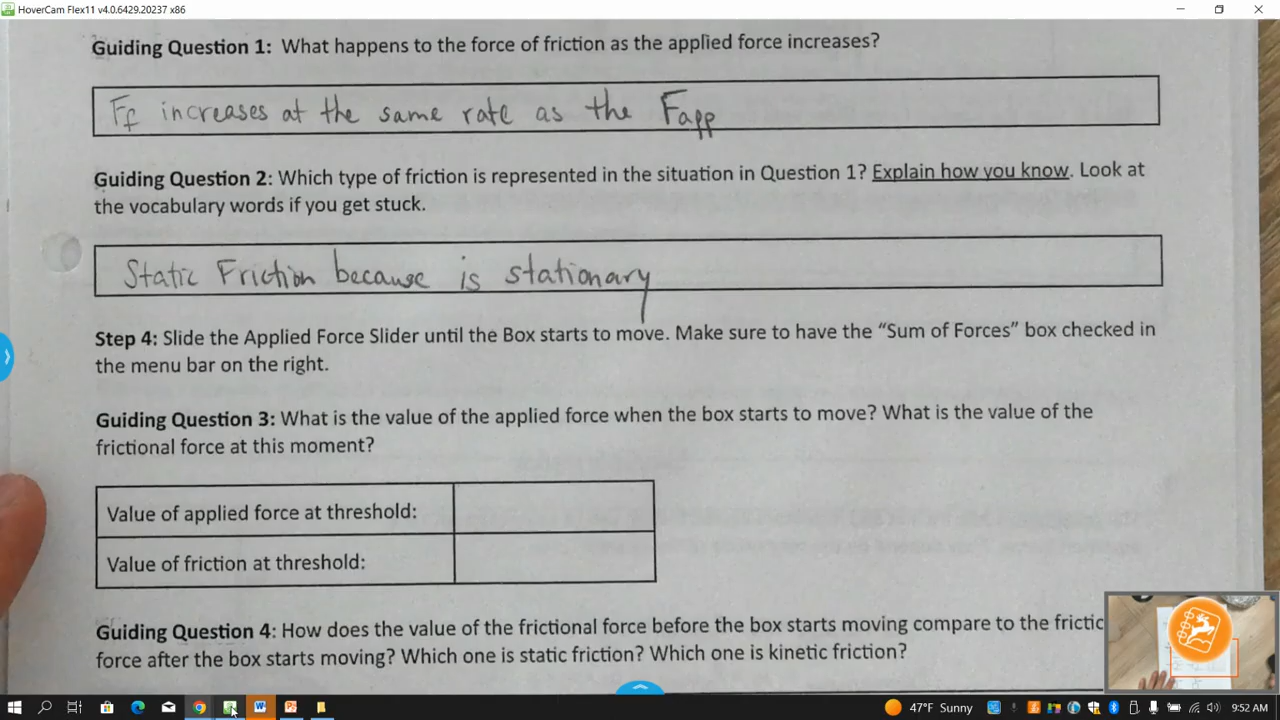 HoverCam Flex11 v4.0.6429.20237 x86
Guiding Question 1: What happens to the force of friction as the applied force increases?
Ff increases at the same rate as the Fapp
Guiding Question 2: Which type of friction is represented in the situation in Question 1? Explain how you know. Look at
the vocabulary words if you get stuck.
Static Friction because is stationary
Step 4: Slide the Applied Force Slider until the Box starts to move. Make sure to have the “Sum of Forces” box checked in
the menu bar on the right.
Guiding Question 3: What is the value of the applied force when the box starts to move? What is the value of the
frictional force at this moment?
Value of applied force at threshold:
Value of friction at threshold:
Guiding Question 4: How does the value of the frictional force before the box starts moving compare to the frictic
force after the box starts moving? Which one is static friction? Which one is kinetic friction?
47°F Sunny
9:52 AM